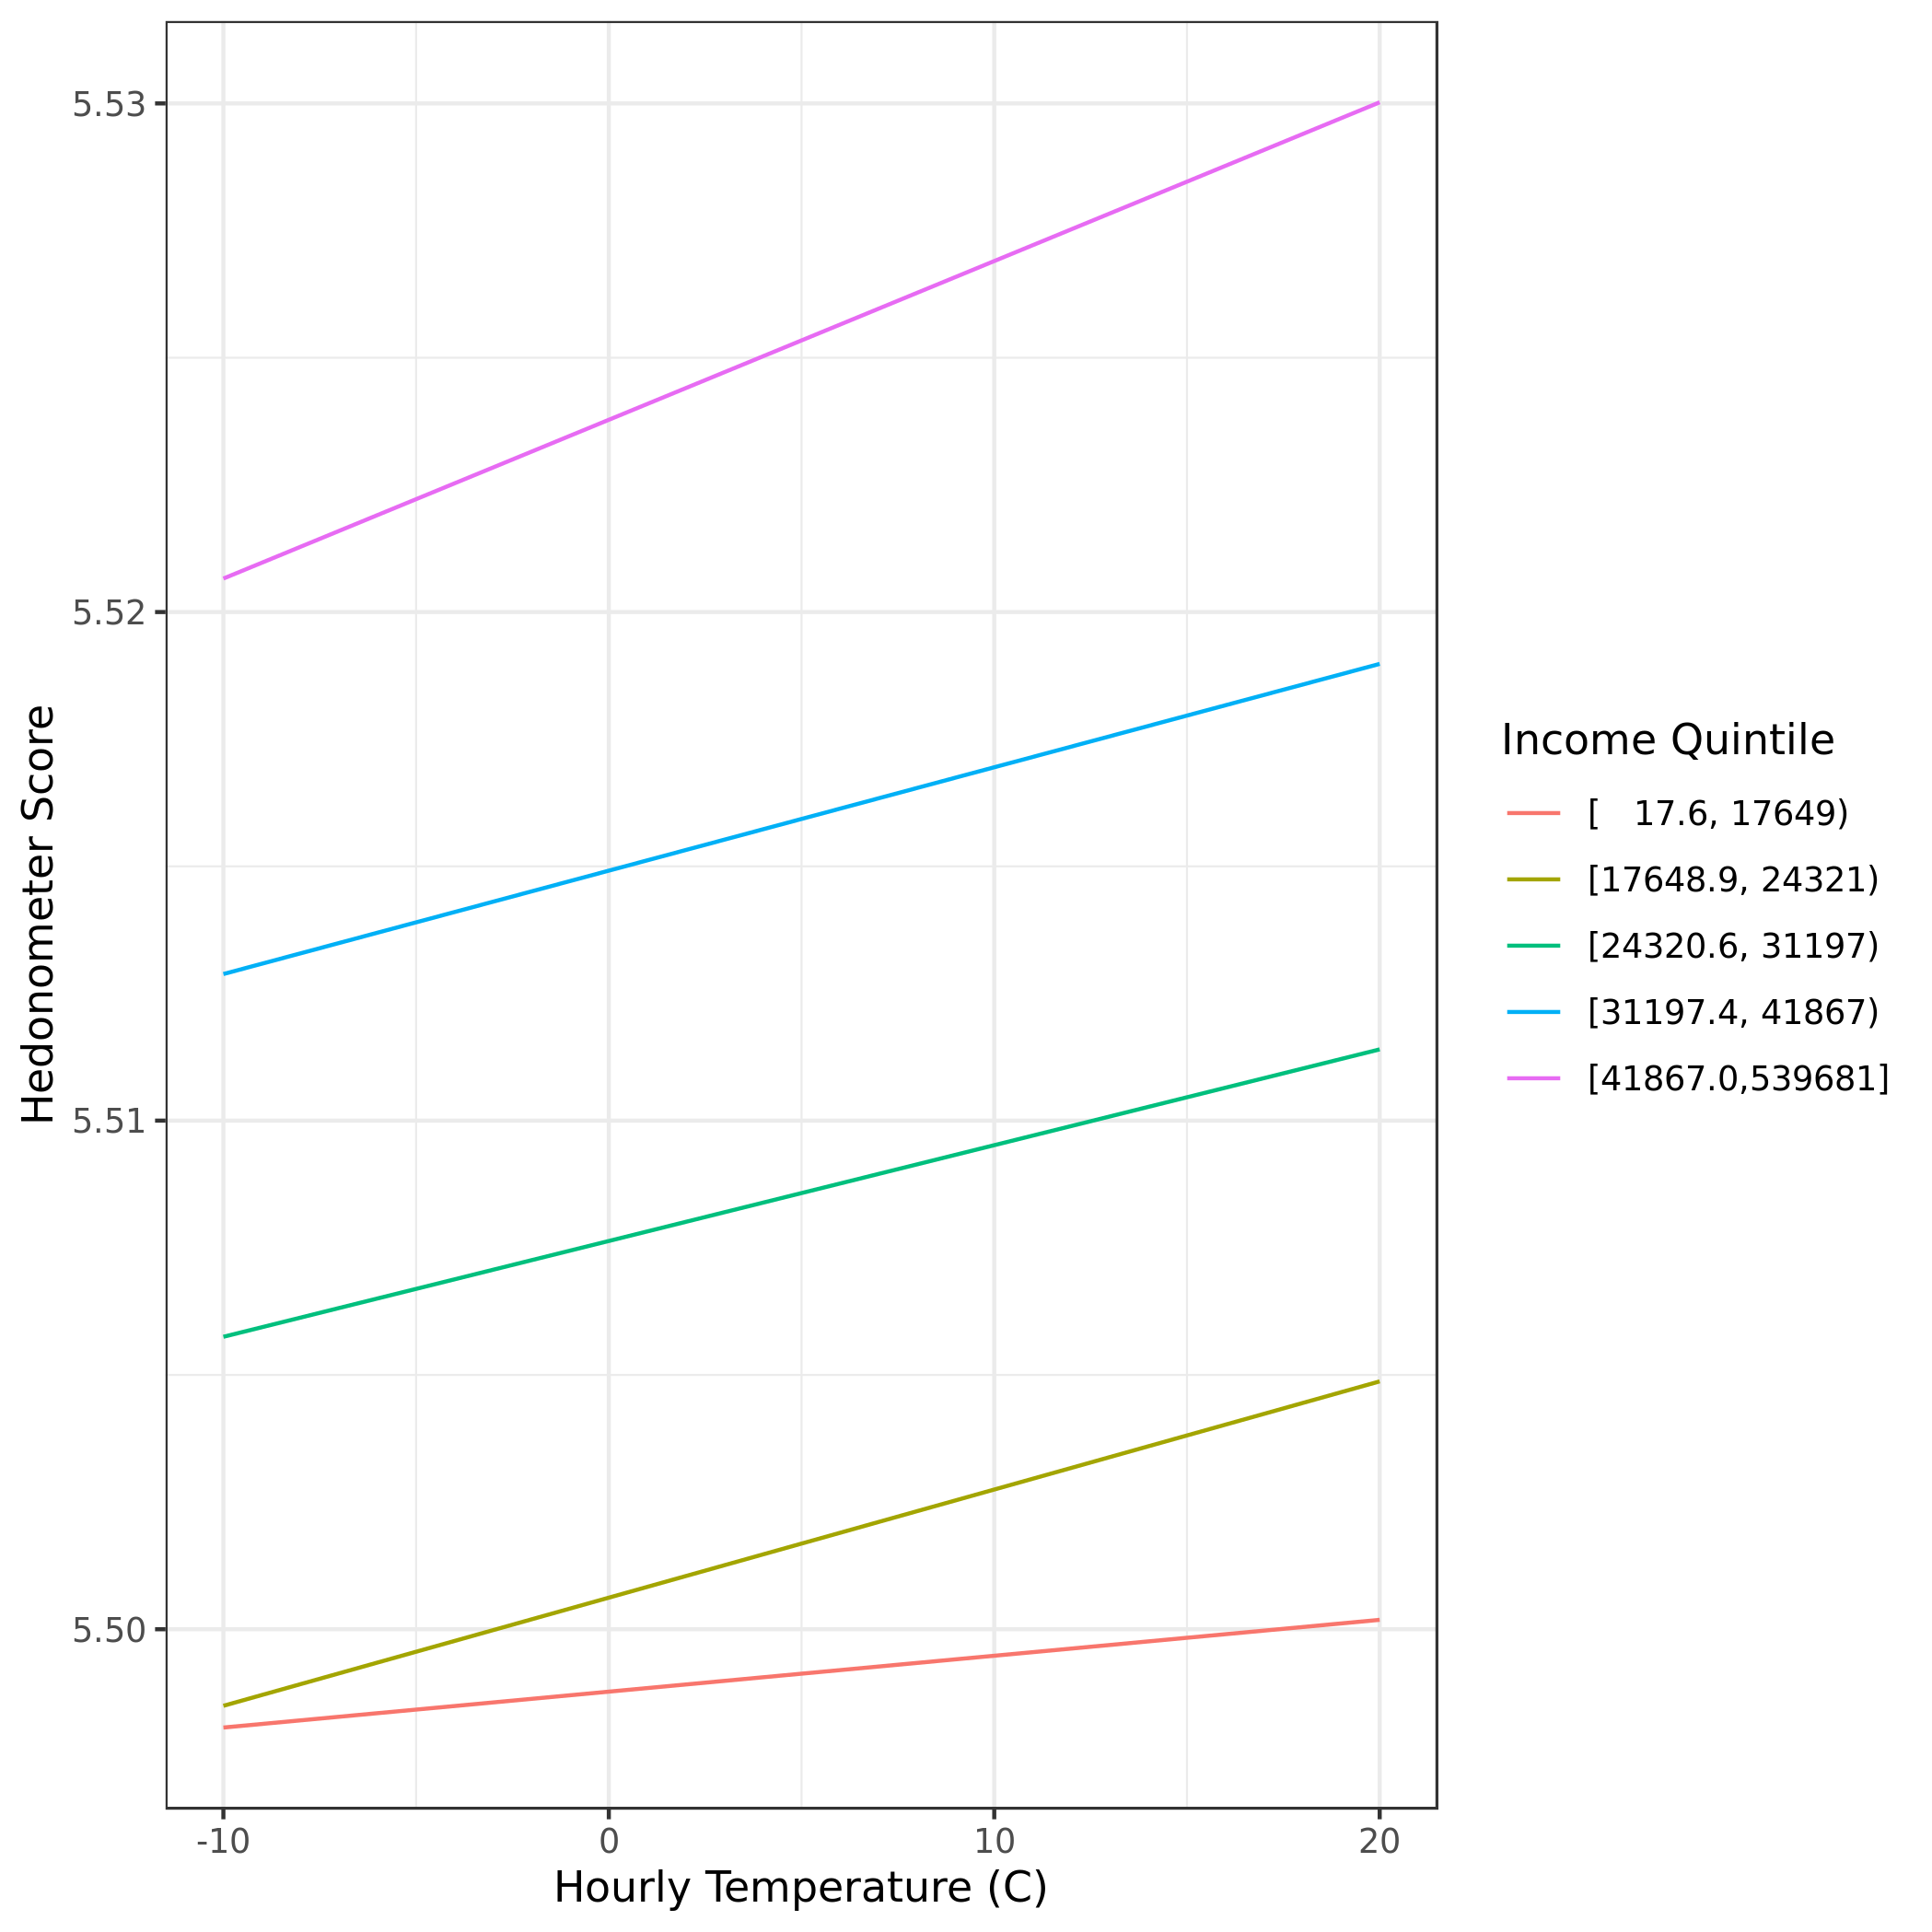 5.53
5.52
5.51
5.50
Hedonometer Score
-10 0 10 20
Hourly Temperature (C)
Income Quintile
[   17.6, 17649)
[17648.9, 24321)
[24320.6, 31197)
[31197.4, 41867)
[41867.0,539681]